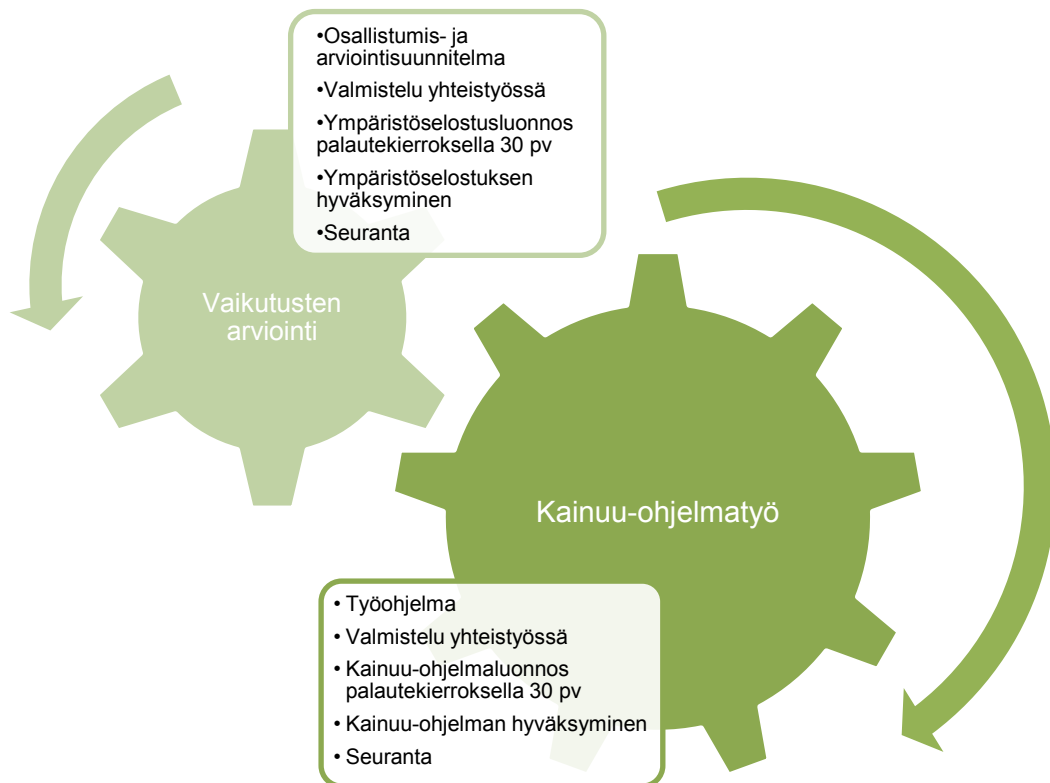 •Osallistumis- ja
arviointisuunnitelma
•Valmistelu yhteistyössä
•Ympäristöselostusluonnos
palautekierroksella 30 pv
•Ympäristöselostuksen
hyväksyminen
•Seuranta
Vaikutusten
arviointi
Kainuu-ohjelmatyö
• Työohjelma
• Valmistelu yhteistyössä
• Kainuu-ohjelmaluonnos
palautekierroksella 30 pv
• Kainuu-ohjelman hyväksyminen
• Seuranta